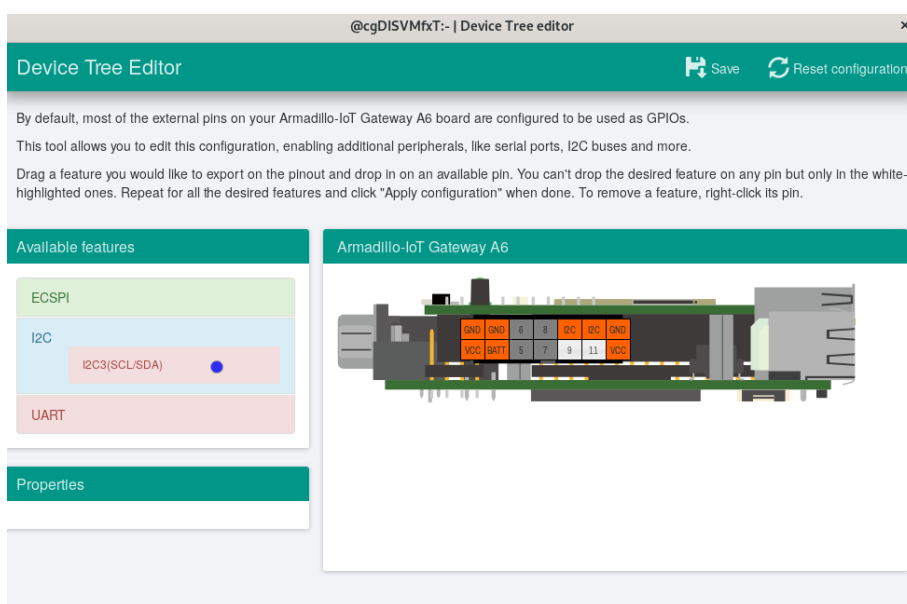 @cgDISVMfxT:~ | Device Tree editor
Device Tree Editor
Save
Reset configuration
By default, most of the external pins on your Armadillo-IoT Gateway A6 board are configured to be used as GPIOs.
This tool allows you to edit this configuration, enabling additional peripherals, like serial ports, I2C buses and more.
Drag a feature you would like to export on the pinout and drop in on an available pin. You can't drop the desired feature on any pin but only in the white-
highlighted ones. Repeat for all the desired features and click "Apply configuration" when done. To remove a feature, right-click its pin.
Available features
Armadillo-IoT Gateway A6
ECSPI
I2C
I2C3(SCL/SDA)
UART
GND GND 6 8 I2C I2C GND
VCC BATT 5 7 9 11 VCC
Properties